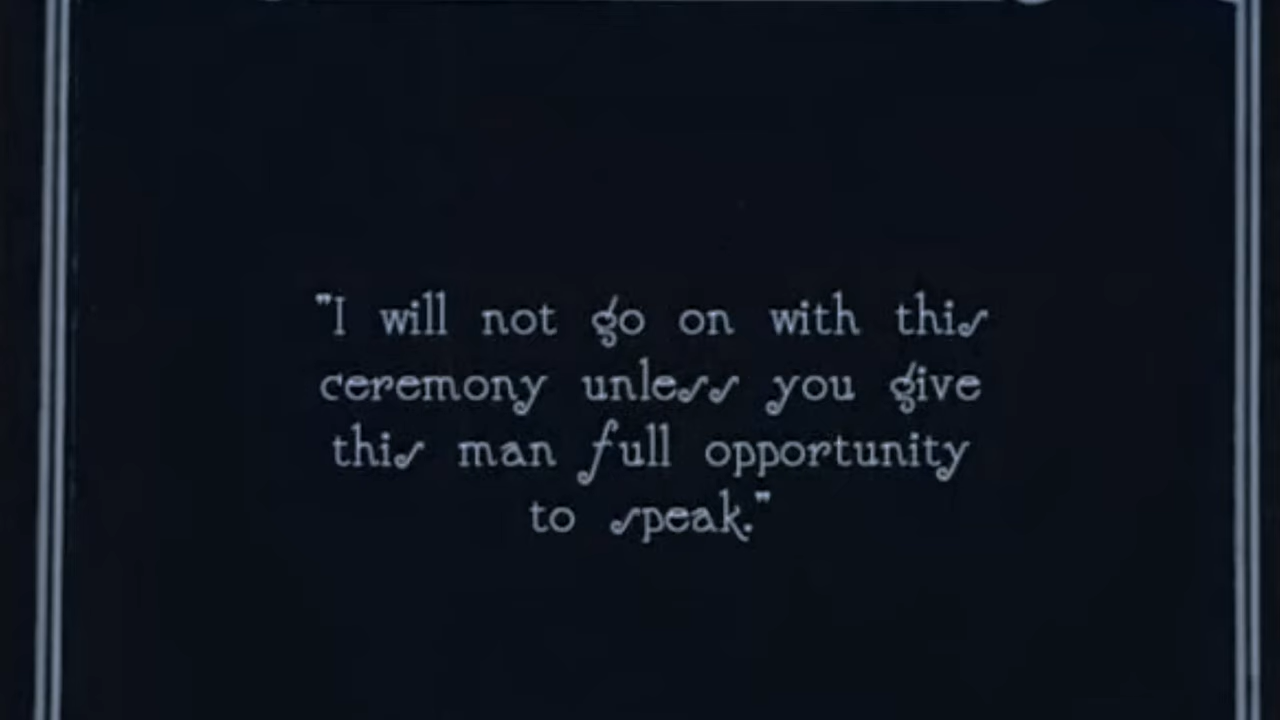 "I will not go on with this
ceremony unless you give
this man full opportunity
to speak."